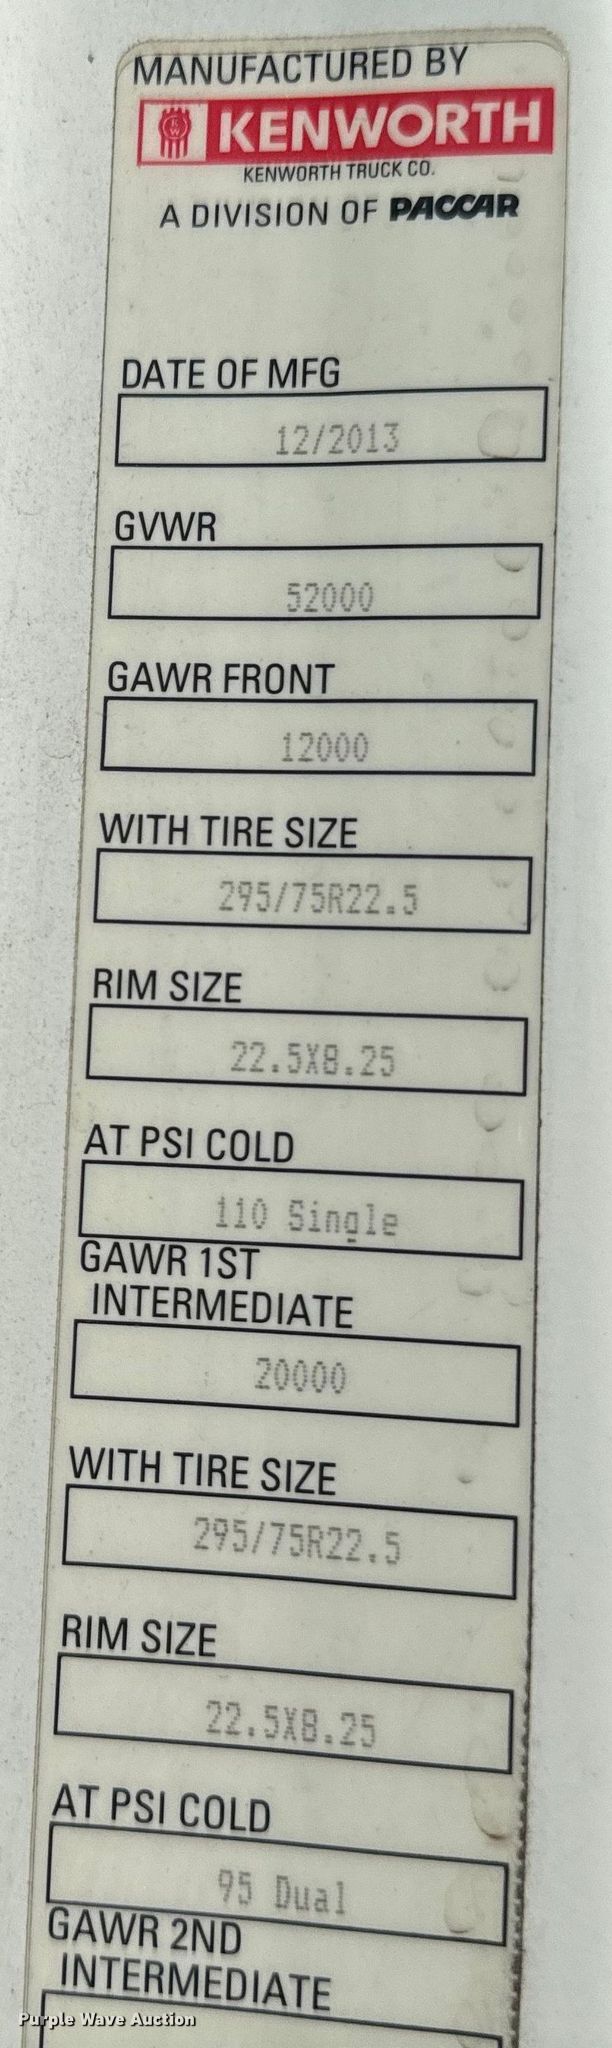 MANUFACTURED BY
KW KENWORTH
KENWORTH TRUCK CO.
A DIVISION OF PACCAR
DATE OF MFG
12/2013
GVWR
52000
GAWR FRONT
12000
WITH TIRE SIZE
295/75R22.5
RIM SIZE
22.5X8.25
AT PSI COLD
110 Single
GAWR 1ST
INTERMEDIATE
20000
WITH TIRE SIZE
295/75R22.5
RIM SIZE
22.5X8.25
AT PSI COLD
95 Dual
GAWR 2ND
INTERMEDIATE
Purple Wave Auction